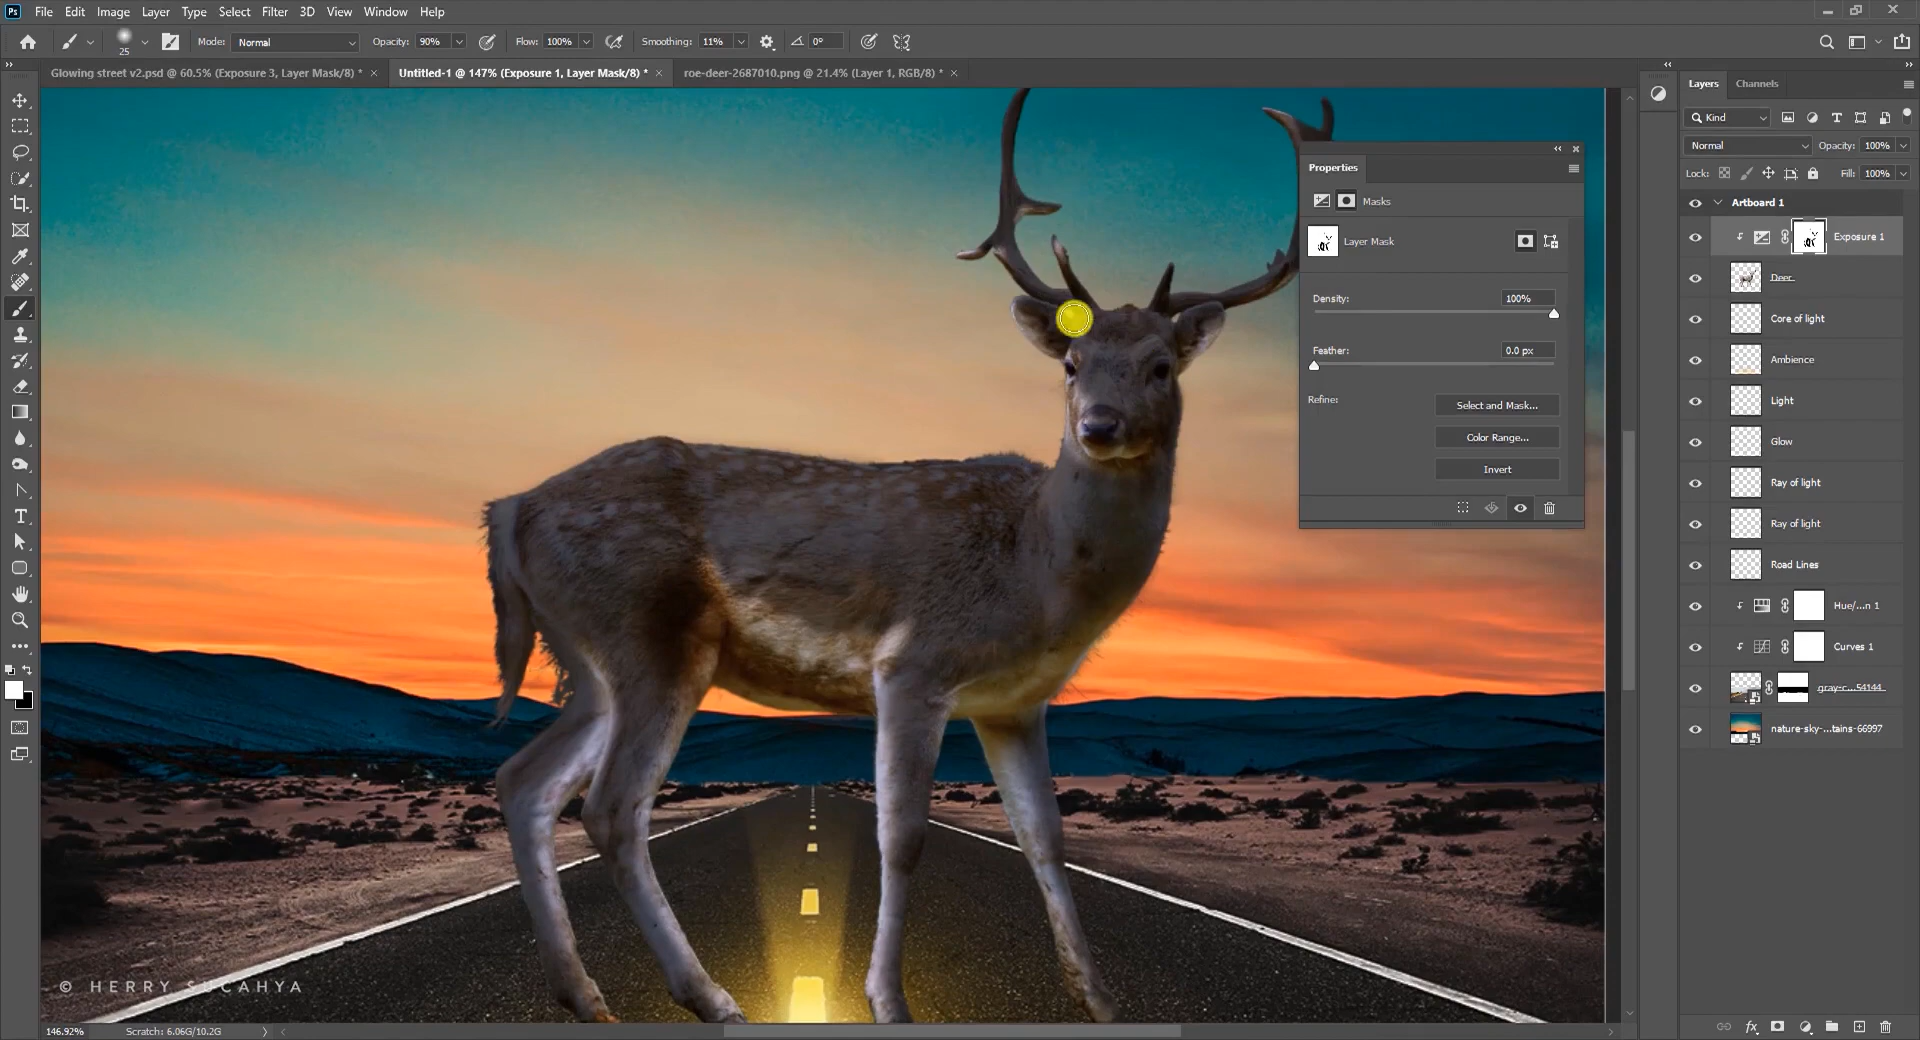 Ps File Edit Image Layer Type Select Filter 3D View Window Help
25 Mode: Normal Opacity: 90% Flow: 100% Smoothing: 11% 0°
Glowing street v2.psd @ 60.5% (Exposure 3, Layer Mask/8) * × Untitled-1 @ 147% (Exposure 1, Layer Mask/8) * × roe-deer-2687010.png @ 21.4% (Layer 1, RGB/8) * ×
Properties
Masks
Layer Mask
Density: 100%
Feather: 0.0 px
Refine: Select and Mask...
Color Range...
Invert
Layers Channels
Kind
Normal Opacity: 100%
Lock: Fill: 100%
Artboard 1
Exposure 1
Deer
Core of light
Ambience
Light
Glow
Ray of light
Ray of light
Road Lines
Hue/...n 1
Curves 1
gray-c...54144
nature-sky-...tains-66997
© HERRY SUCAHYA
146.92% Scratch: 6.06G/10.2G